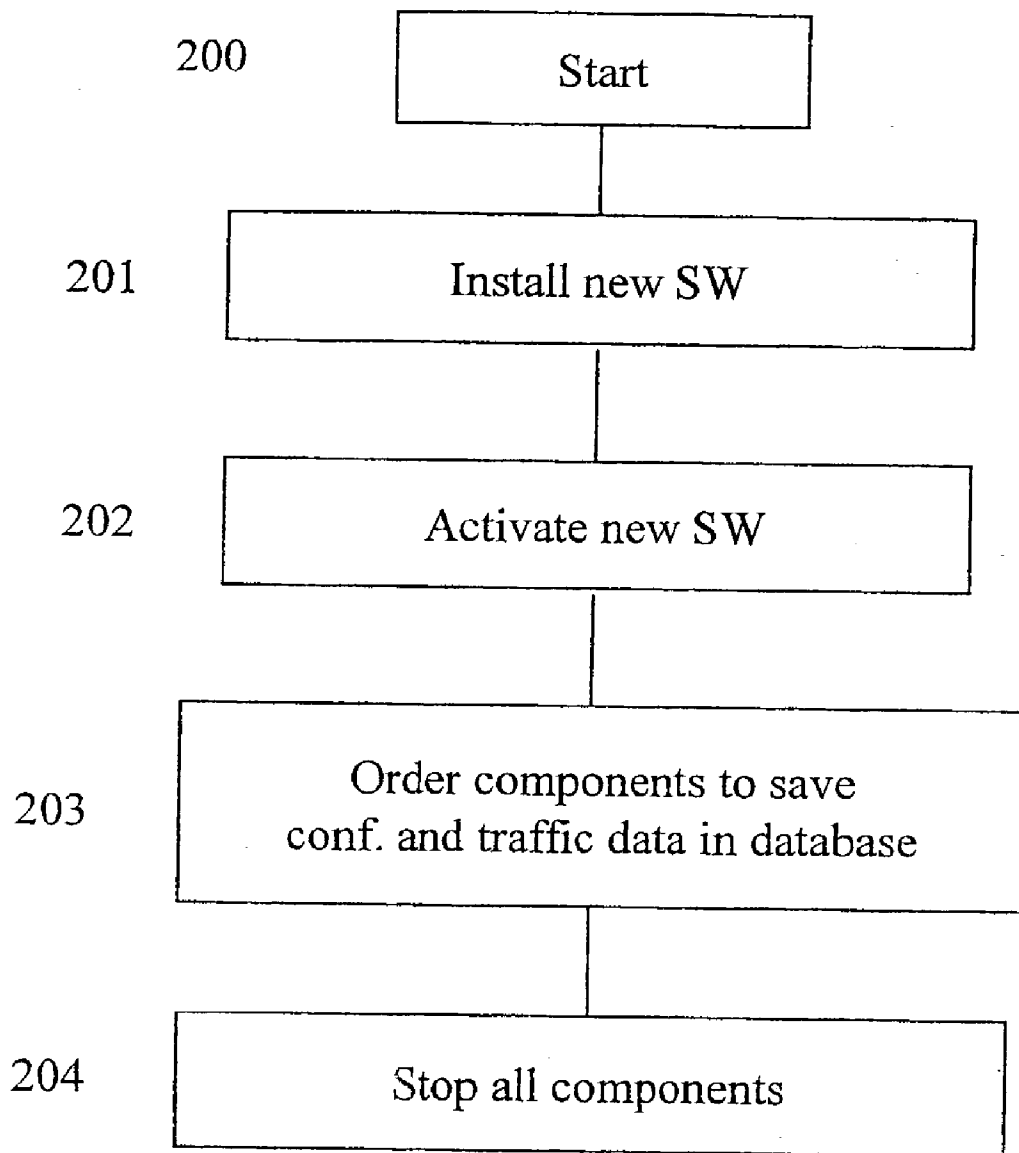 200
Start
201
Install new SW
202
Activate new SW
203
Order components to save
conf. and traffic data in database
204
Stop all components